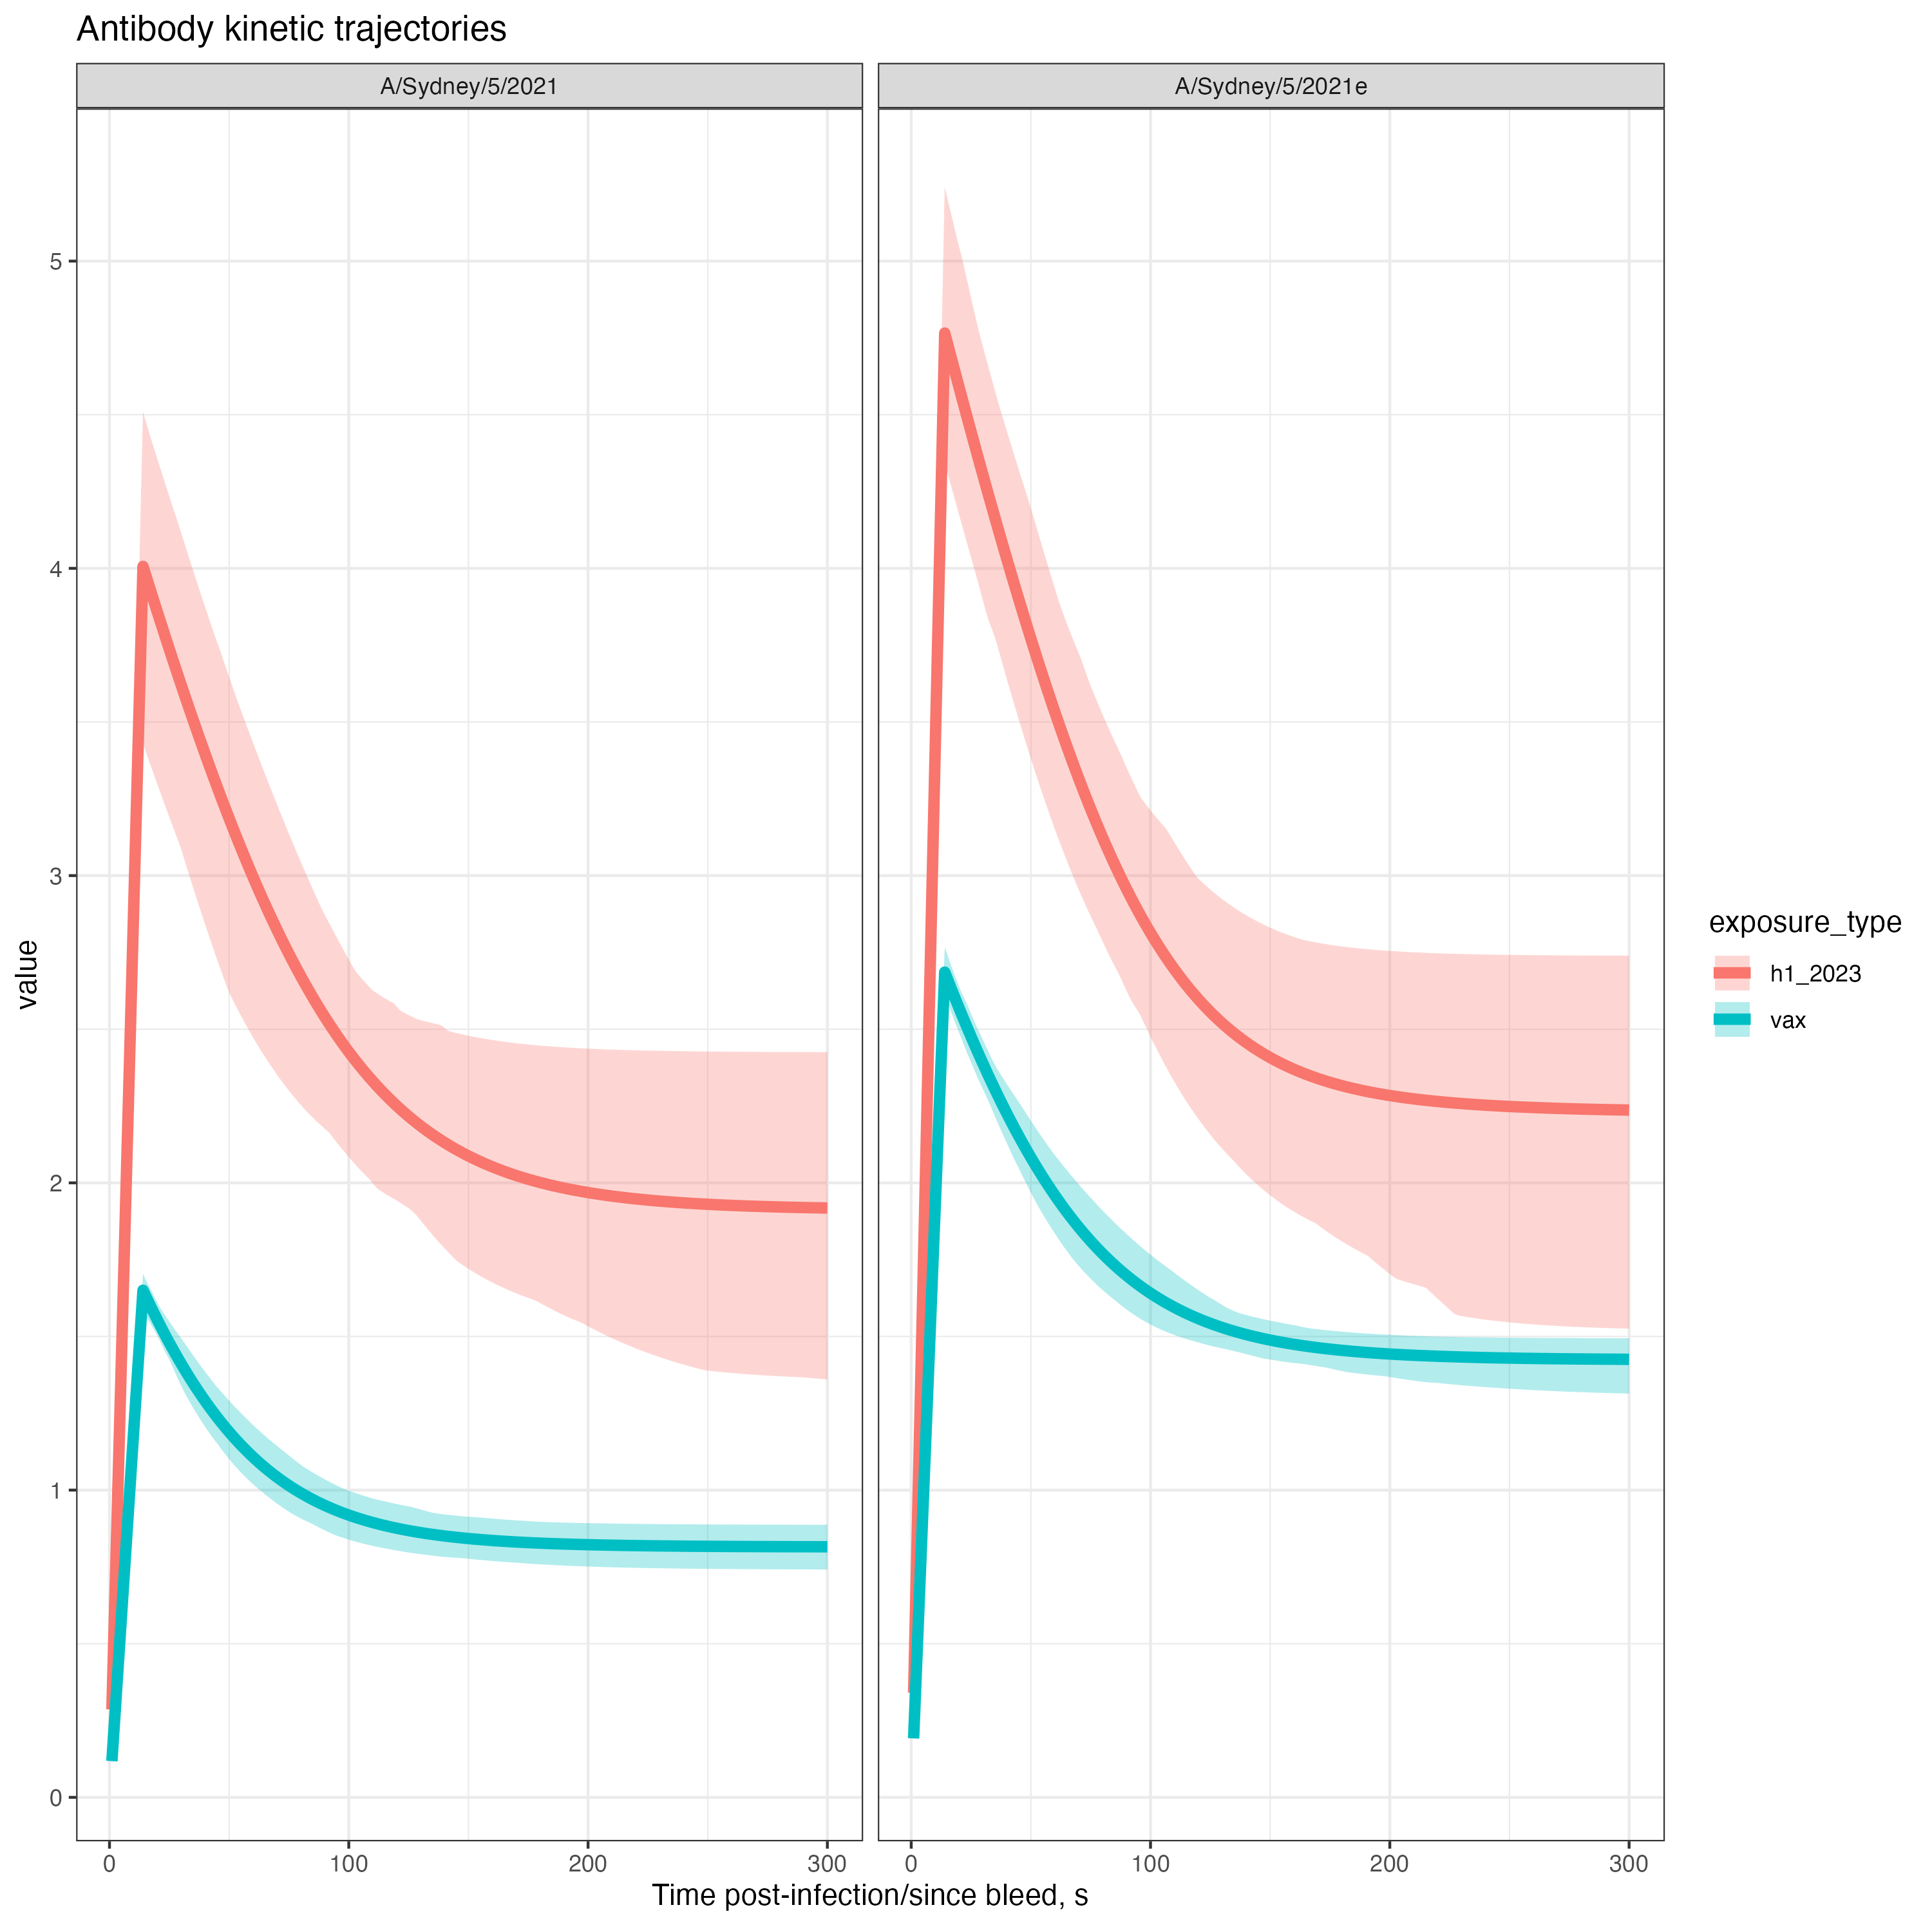 Antibody kinetic trajectories
A/Sydney/5/2021
A/Sydney/5/2021e
value
5
4
3
2
1
0
0 100 200 300
0 100 200 300
Time post-infection/since bleed, s
exposure_type
h1_2023
vax